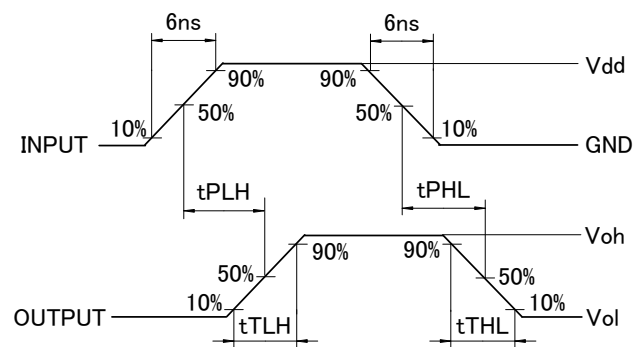 6ns 6ns
Vdd
90% 90%
50% 50%
10% 10%
INPUT GND
tPLH tPHL
Voh
90% 90%
50% 50%
10% 10%
OUTPUT Vol
tTLH tTHL